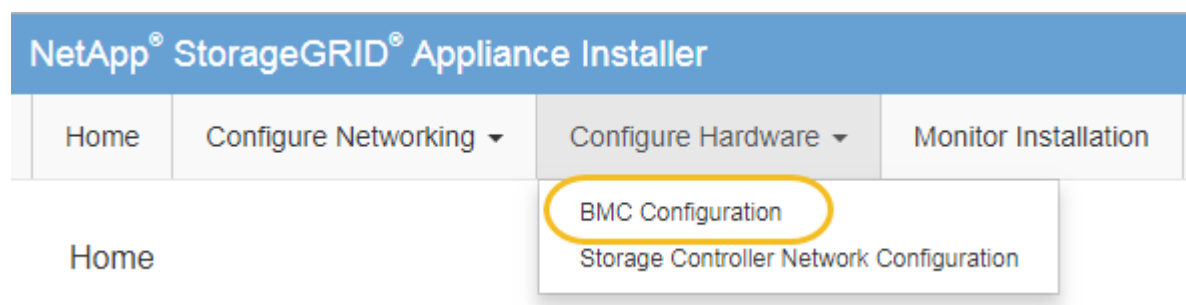 NetApp® StorageGRID® Appliance Installer
Home Configure Networking Configure Hardware Monitor Installation
BMC Configuration
Home
Storage Controller Network Configuration